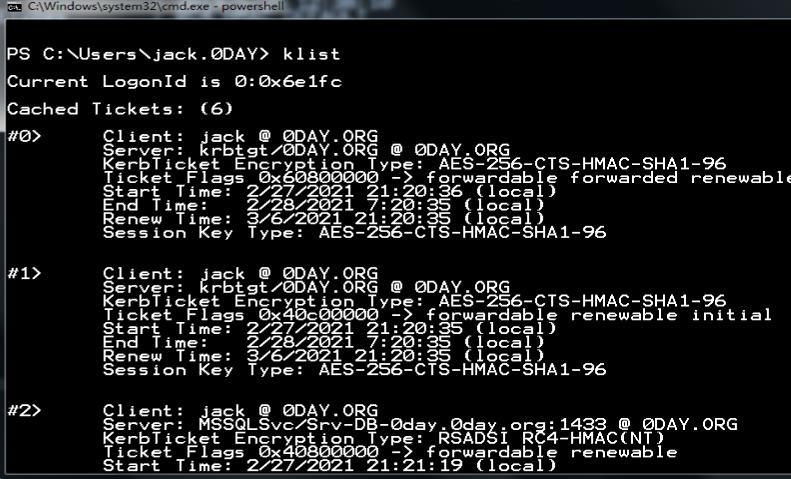 C:\Windows\system32\cmd.exe - powershell
PS C:\Users\jack.0DAY> klist
Current LogonId is 0:0x6e1fc
Cached Tickets: (6)
#0> Client: jack @ 0DAY.ORG
Server: krbtgt/0DAY.ORG @ 0DAY.ORG
KerbTicket Encryption Type: AES-256-CTS-HMAC-SHA1-96
Ticket Flags 0x60800000 -> forwardable forwarded renewable
Start Time: 2/27/2021 21:20:36 (local)
End Time: 2/28/2021 7:20:35 (local)
Renew Time: 3/6/2021 21:20:35 (local)
Session Key Type: AES-256-CTS-HMAC-SHA1-96
#1> Client: jack @ 0DAY.ORG
Server: krbtgt/0DAY.ORG @ 0DAY.ORG
KerbTicket Encryption Type: AES-256-CTS-HMAC-SHA1-96
Ticket Flags 0x40c00000 -> forwardable renewable initial
Start Time: 2/27/2021 21:20:35 (local)
End Time: 2/28/2021 7:20:35 (local)
Renew Time: 3/6/2021 21:20:35 (local)
Session Key Type: AES-256-CTS-HMAC-SHA1-96
#2> Client: jack @ 0DAY.ORG
Server: MSSQLSvc/Srv-DB-0day.0day.org:1433 @ 0DAY.ORG
KerbTicket Encryption Type: RSADSI RC4-HMAC(NT)
Ticket Flags 0x40800000 -> forwardable renewable
Start Time: 2/27/2021 21:21:19 (local)